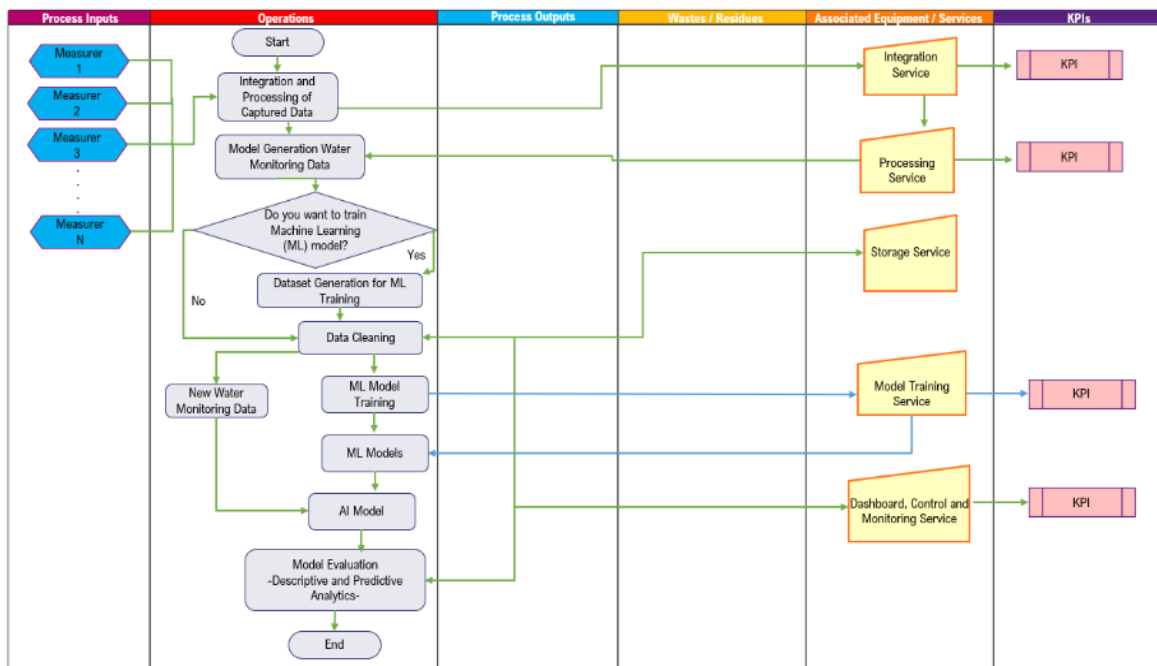 Process Inputs
Operations
Process Outputs
Wastes / Residues
Associated Equipment / Services
KPIs
Measurer
1
Measurer
2
Measurer
3
.
.
.
.
Measurer
N
Start
Integration and
Processing of
Captured Data
Model Generation Water
Monitoring Data
Do you want to train
Machine Learning
(ML) model?
Yes
No
Dataset Generation for ML
Training
Data Cleaning
New Water
Monitoring Data
ML Model
Training
ML Models
AI Model
Model Evaluation
-Descriptive and Predictive
Analytics-
End
Integration
Service
Processing
Service
Storage Service
Model Training
Service
Dashboard, Control and
Monitoring Service
KPI
KPI
KPI
KPI